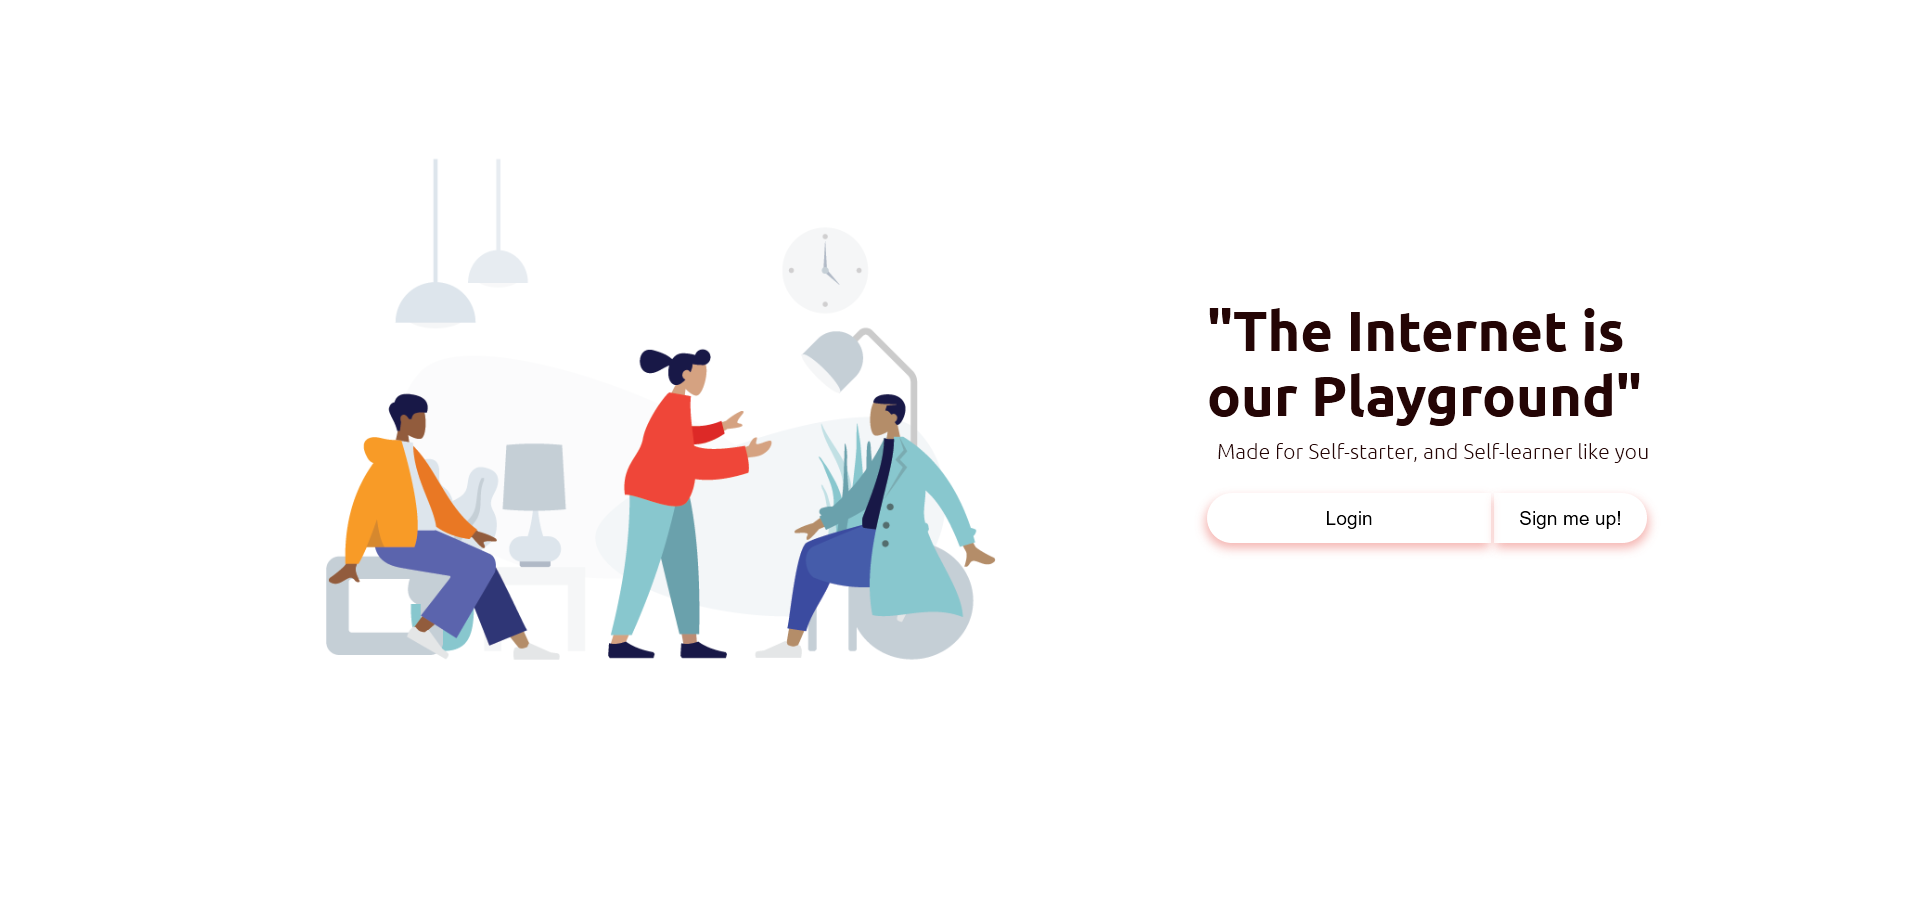 "The Internet is
our Playground"
Made for Self-starter, and Self-learner like you
Login
Sign me up!